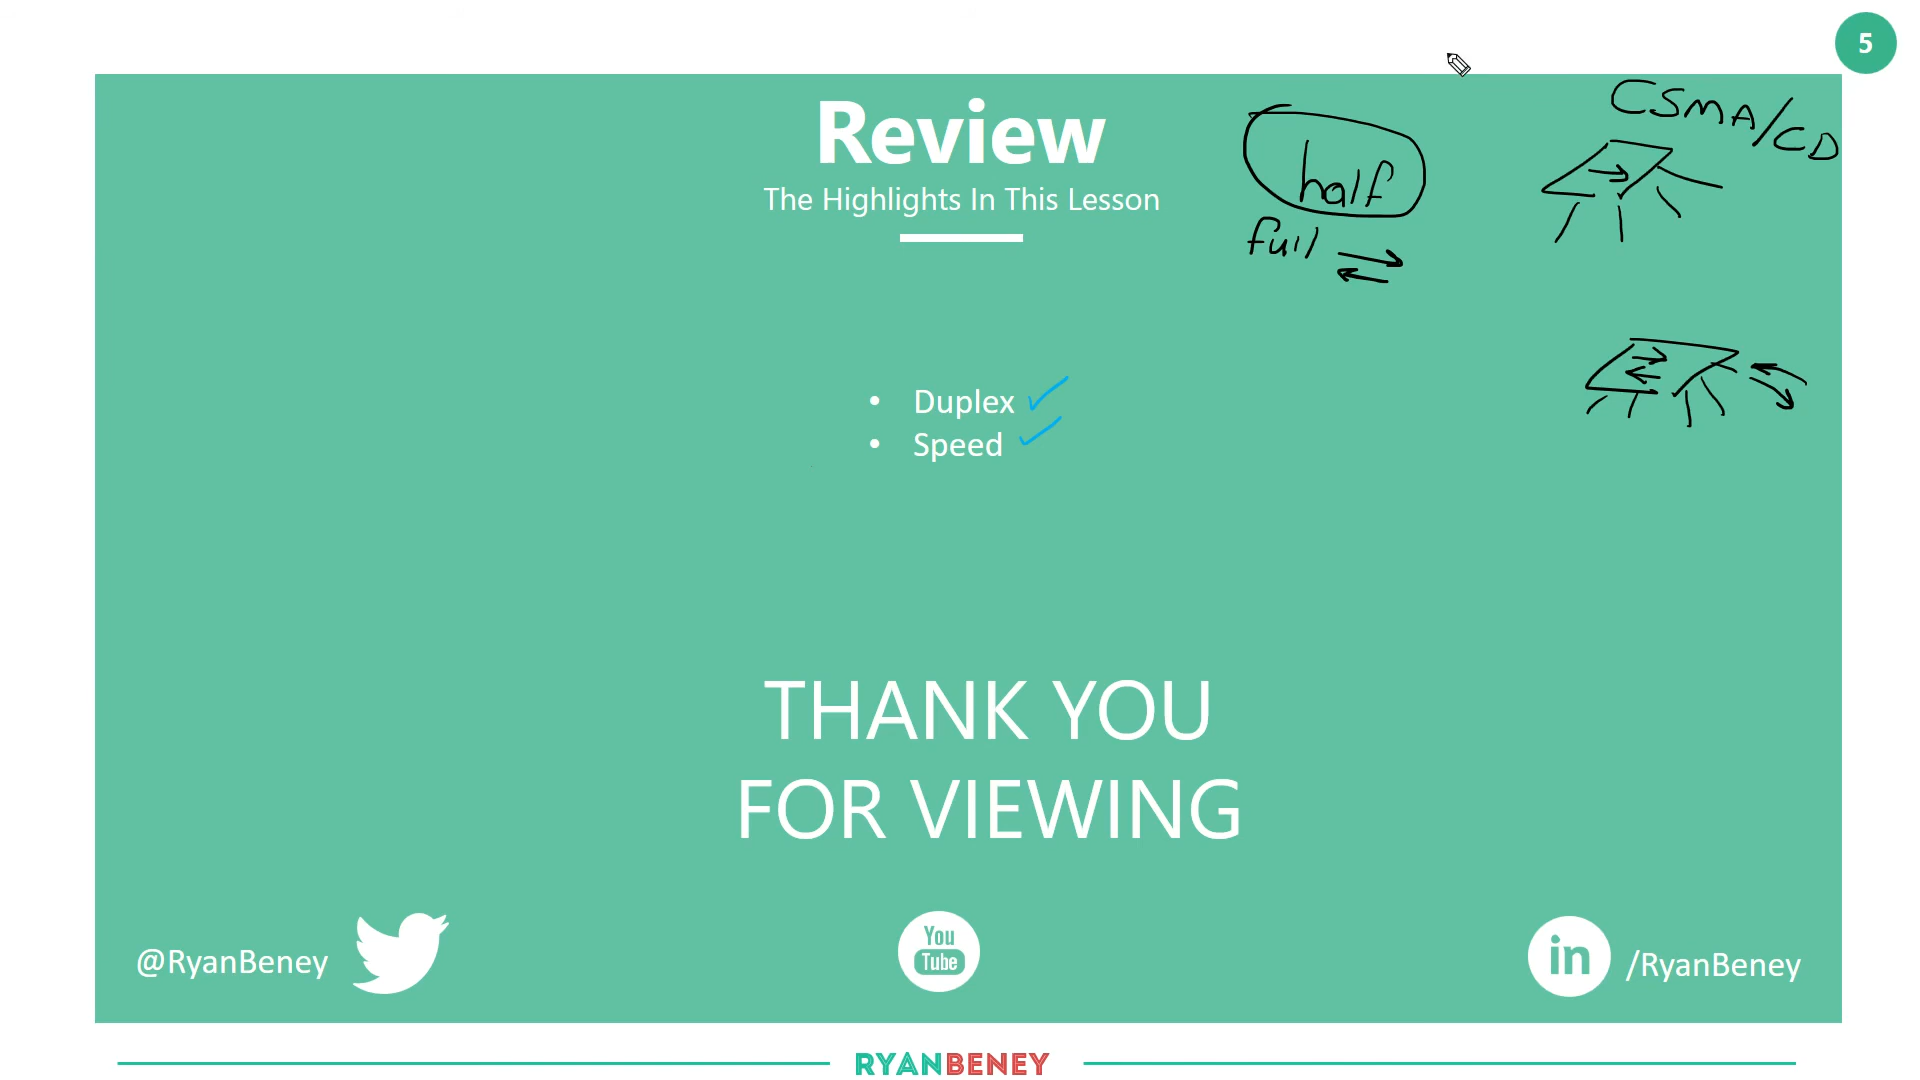 5
Review
The Highlights In This Lesson
half
full
CSMA/CD
• Duplex
• Speed
THANK YOU
FOR VIEWING
@RyanBeney
You
Tube
in
/RyanBeney
RYANBENEY